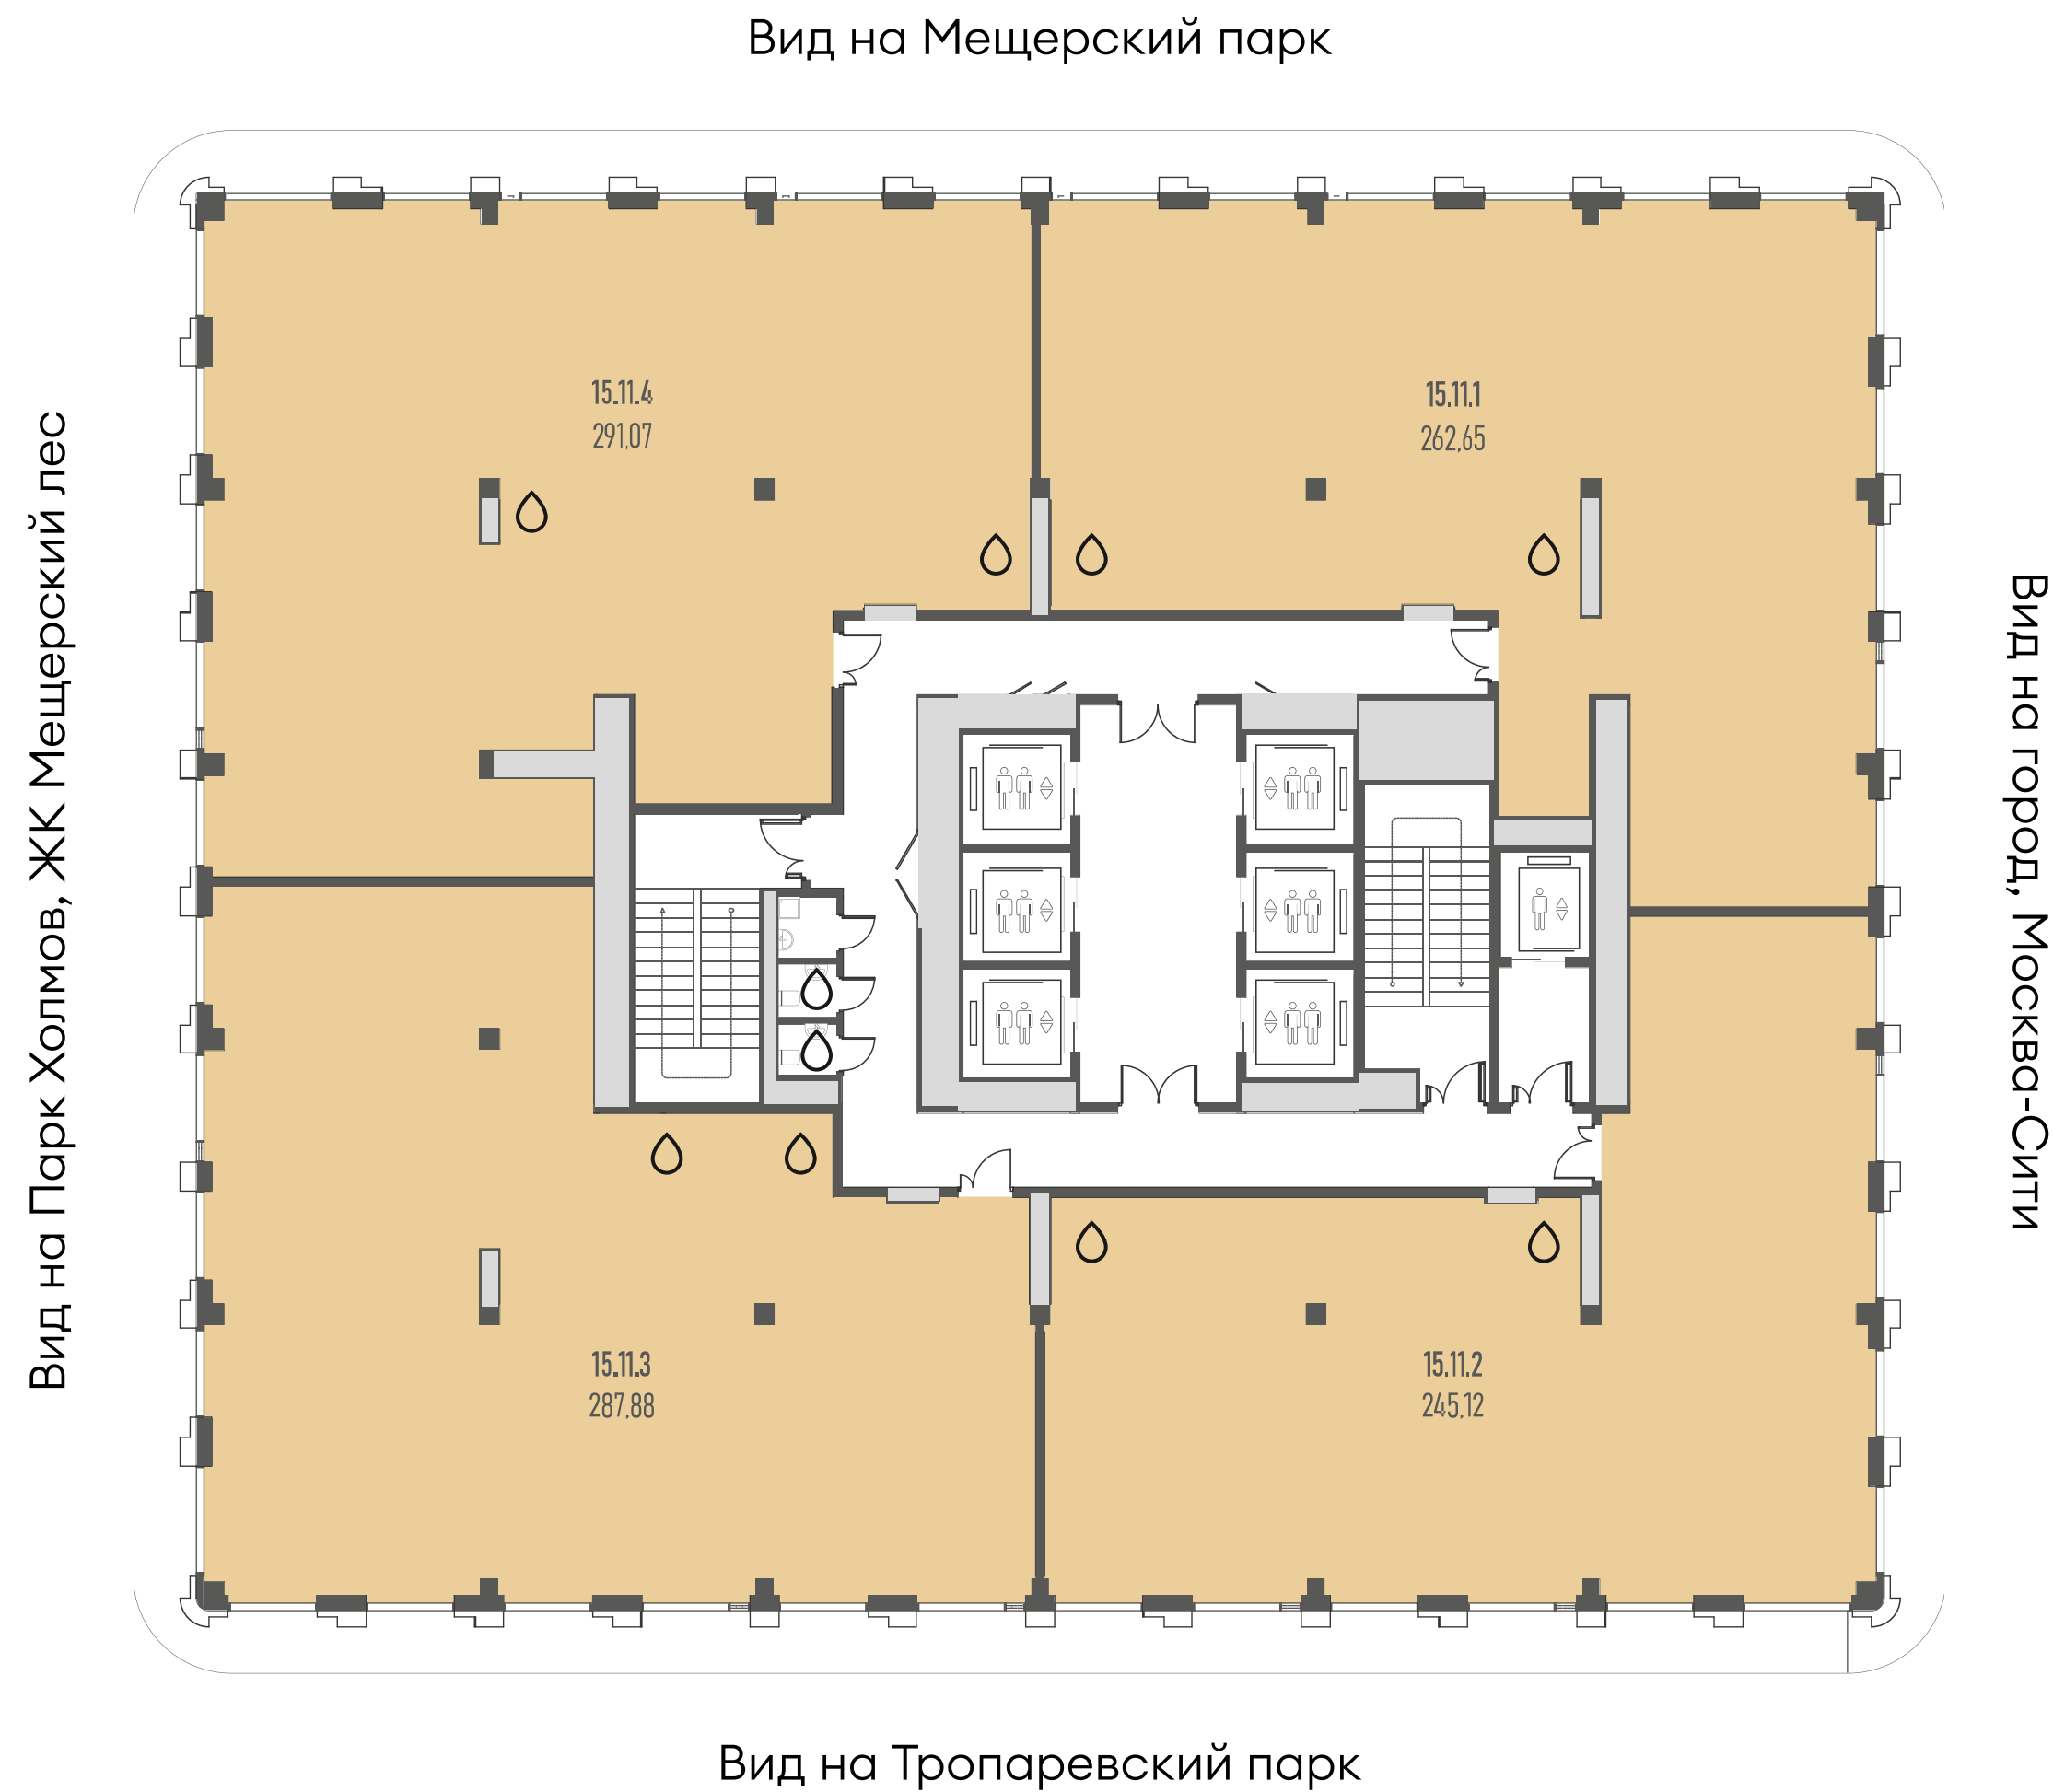 Вид на Мещерский парк
Вид на Парк Холмов, ЖК Мещерский лес
15.11.4
291,07
15.11.1
262,65
Вид на город, Москва-Сити
15.11.3
287,88
15.11.2
245,12
Вид на Тропаревский парк